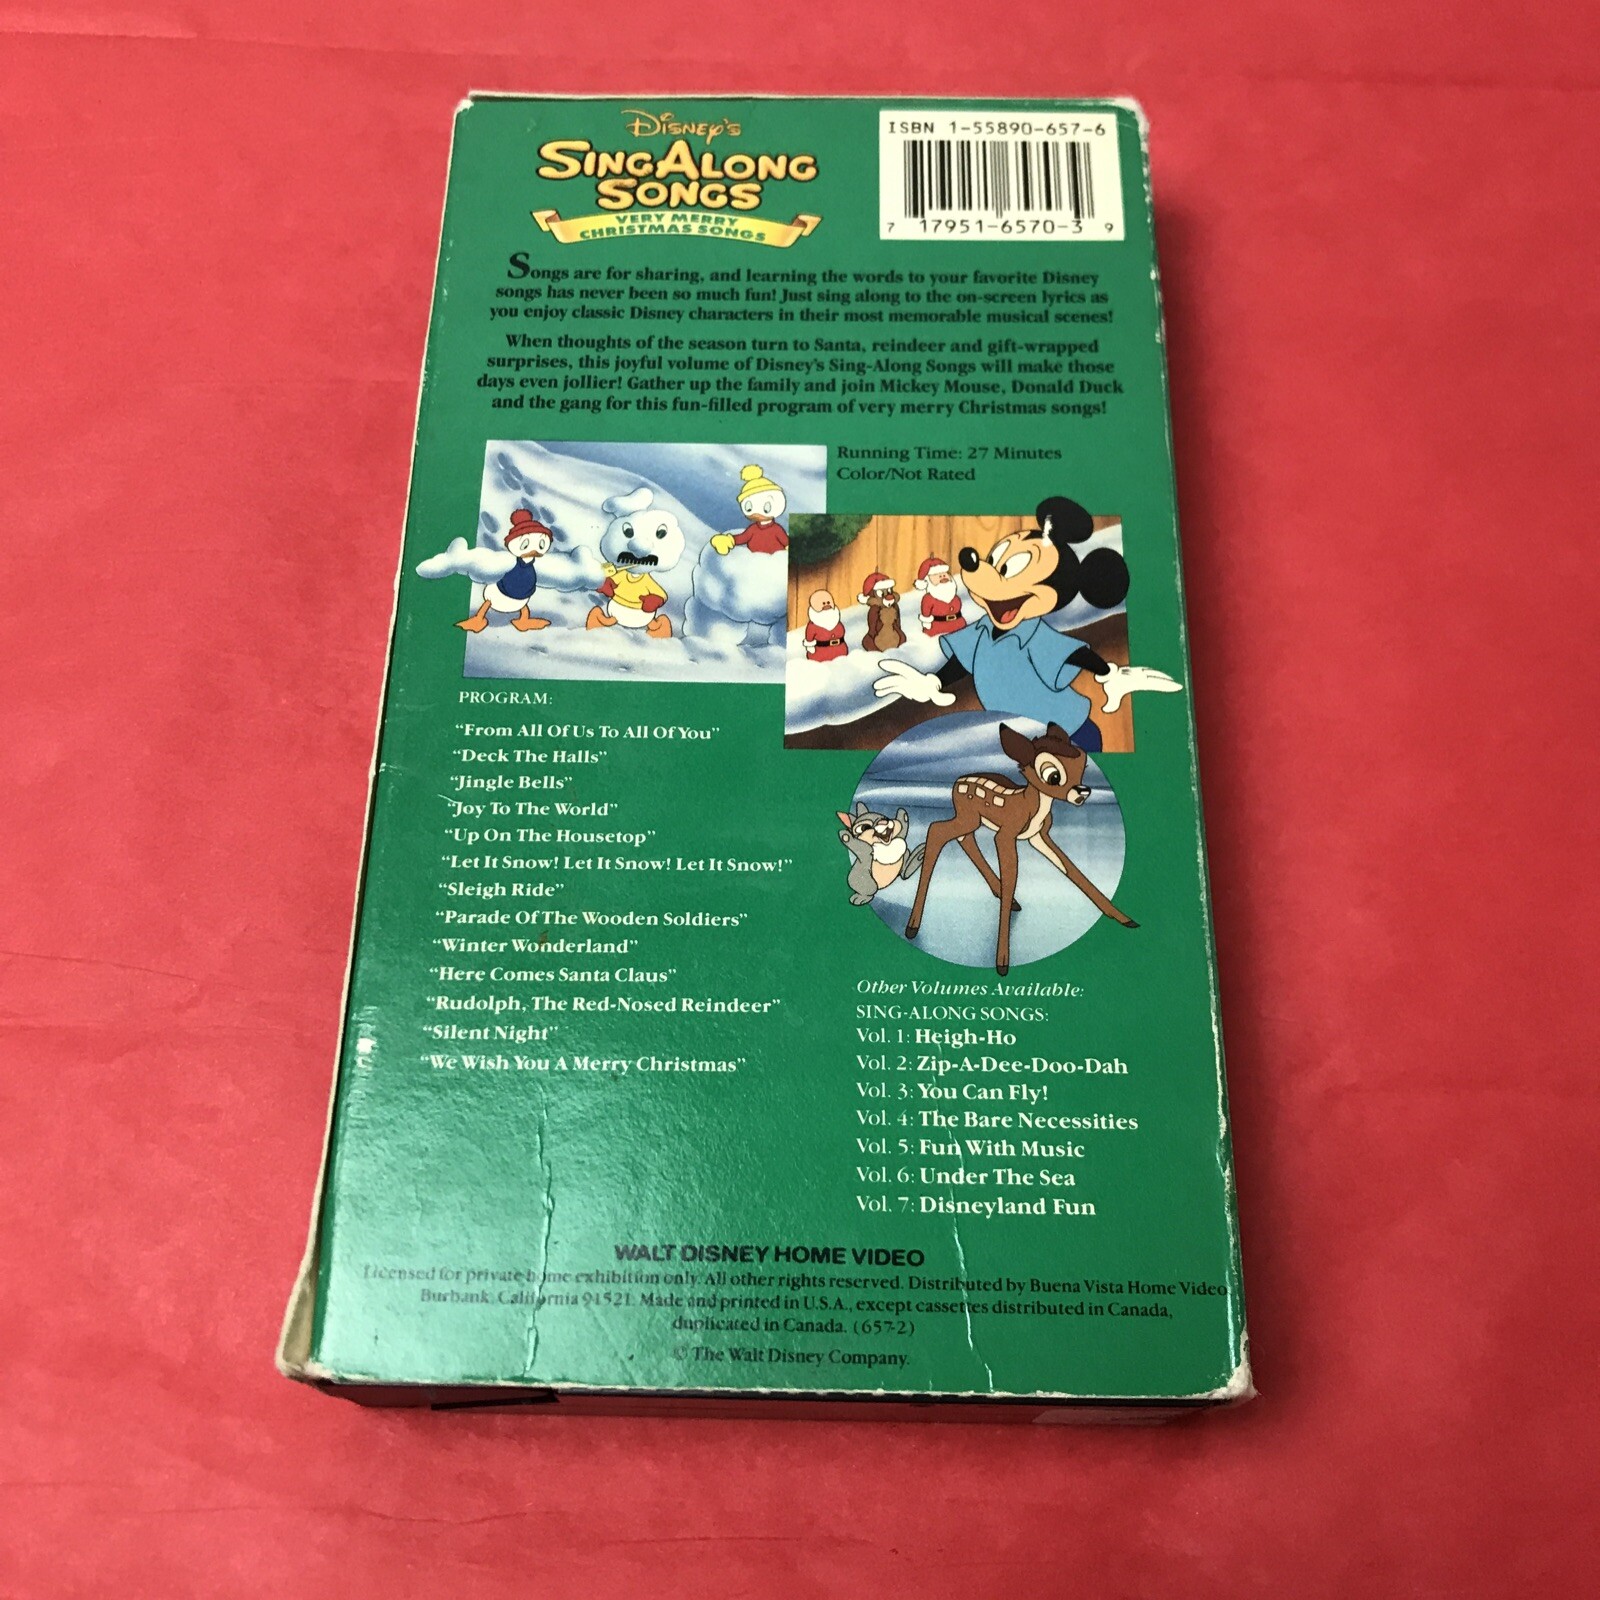 DISNEY'S
SING ALONG
SONGS
VERY MERRY
CHRISTMAS SONGS
ISBN 1-55890-657-6
7 17951-6570-3 9
Songs are for sharing, and learning the words to your favorite Disney
songs has never been so much fun! Just sing along to the on-screen lyrics as
you enjoy classic Disney characters in their most memorable musical scenes!
When thoughts of the season turn to Santa, reindeer and gift-wrapped
surprises, this joyful volume of Disney's Sing-Along Songs will make those
days even jollier! Gather up the family and join Mickey Mouse, Donald Duck
and the gang for this fun-filled program of very merry Christmas songs!
Running Time: 27 Minutes
Color/Not Rated
PROGRAM:
"From All Of Us To All Of You"
"Deck The Halls"
"Jingle Bells"
"Joy To The World"
"Up On The Housetop"
"Let It Snow! Let It Snow! Let It Snow!"
"Sleigh Ride"
"Parade Of The Wooden Soldiers"
"Winter Wonderland"
"Here Comes Santa Claus"
"Rudolph, The Red-Nosed Reindeer"
"Silent Night"
"We Wish You A Merry Christmas"
Other Volumes Available:
SING-ALONG SONGS:
Vol. 1: Heigh-Ho
Vol. 2: Zip-A-Dee-Doo-Dah
Vol. 3: You Can Fly!
Vol. 4: The Bare Necessities
Vol. 5: Fun With Music
Vol. 6: Under The Sea
Vol. 7: Disneyland Fun
WALT DISNEY HOME VIDEO
Licensed for private home exhibition only. All other rights reserved. Distributed by Buena Vista Home Video
Burbank, California 91521. Made and printed in U.S.A., except cassettes distributed in Canada,
duplicated in Canada. (657-2)
© The Walt Disney Company.